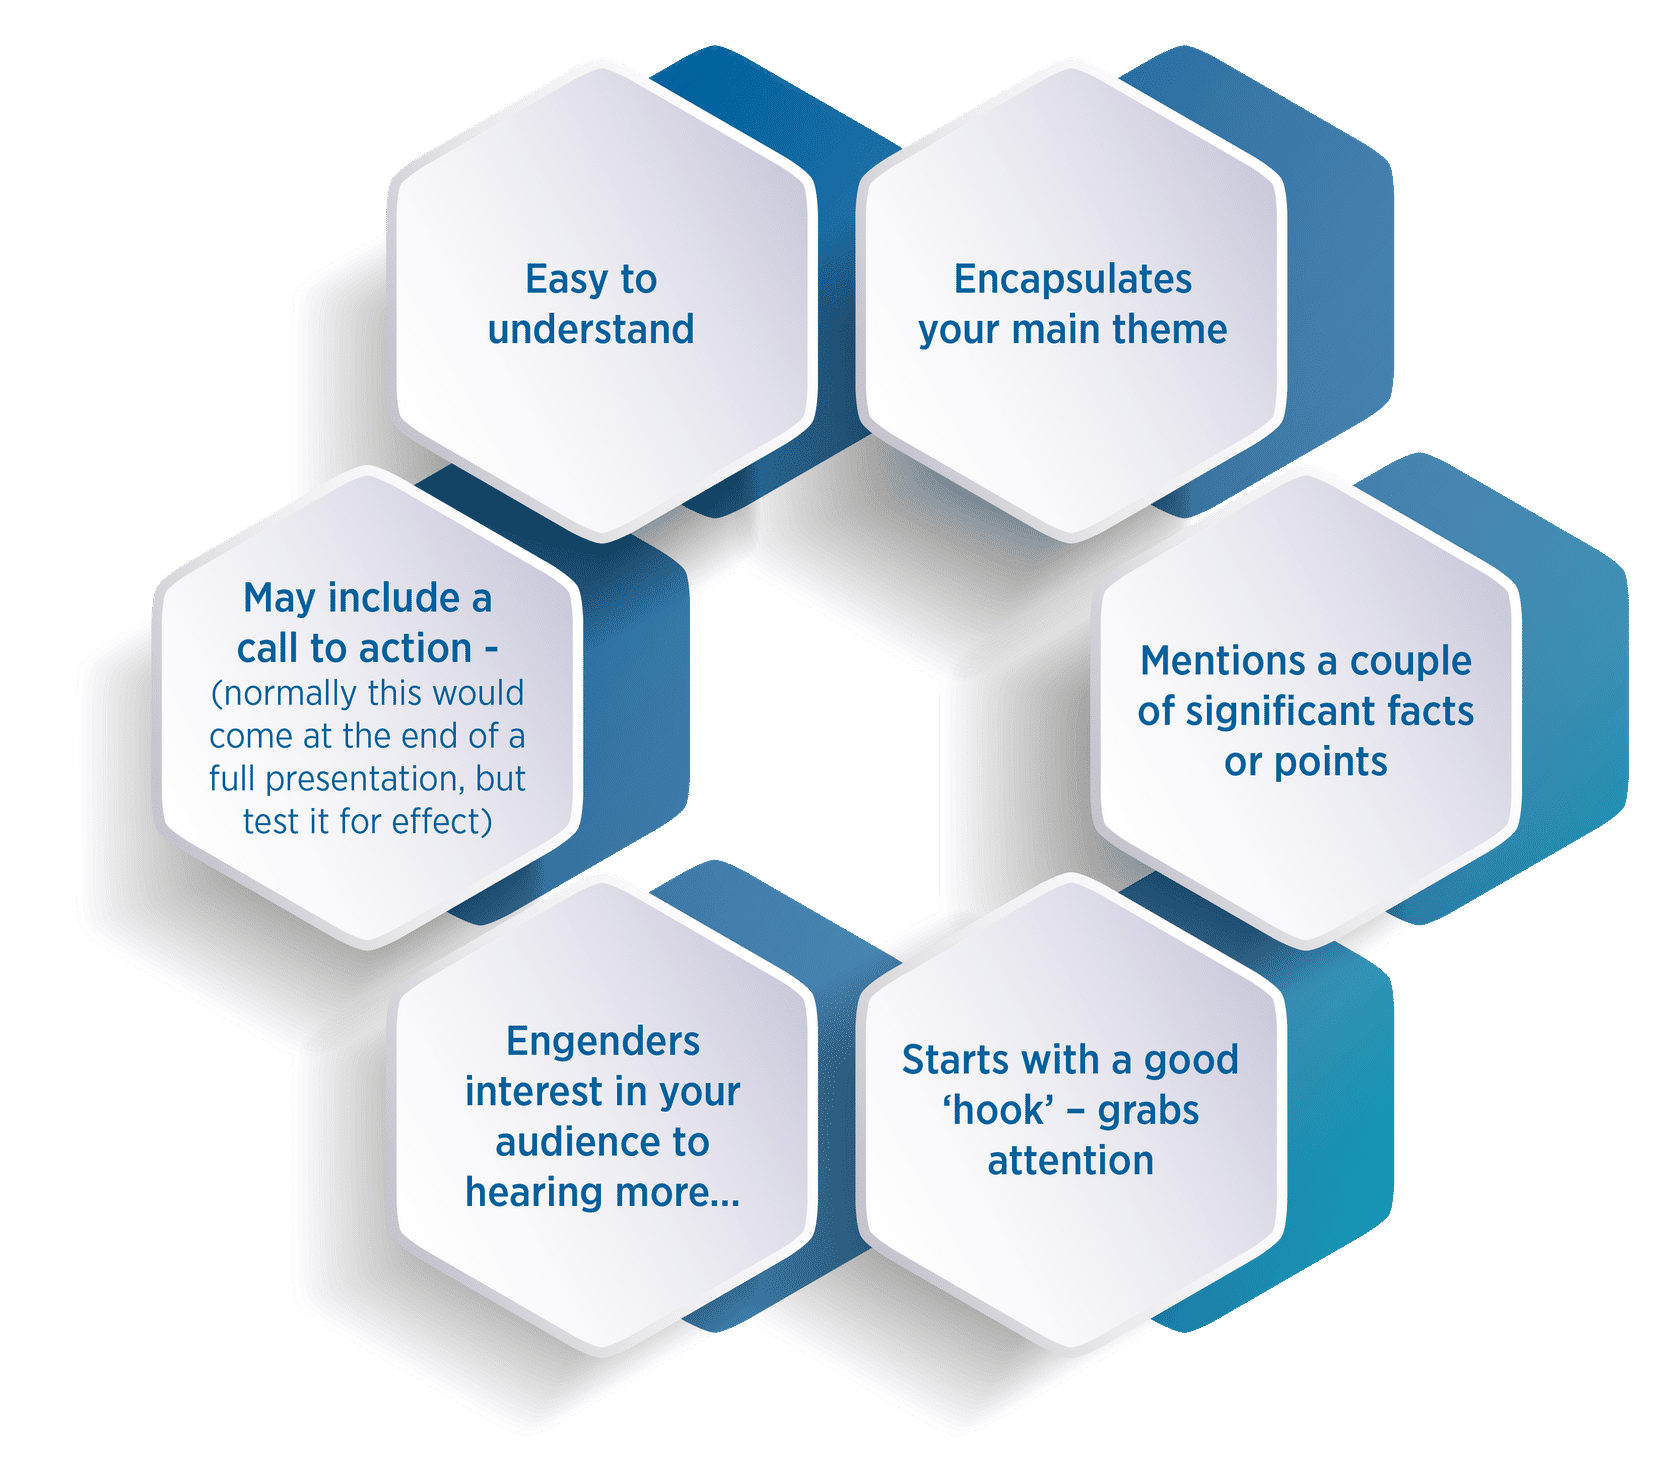 Easy to
understand
Encapsulates
your main theme
May include a
call to action -
(normally this would
come at the end of a
full presentation, but
test it for effect)
Mentions a couple
of significant facts
or points
Engenders
interest in your
audience to
hearing more...
Starts with a good
‘hook’ – grabs
attention